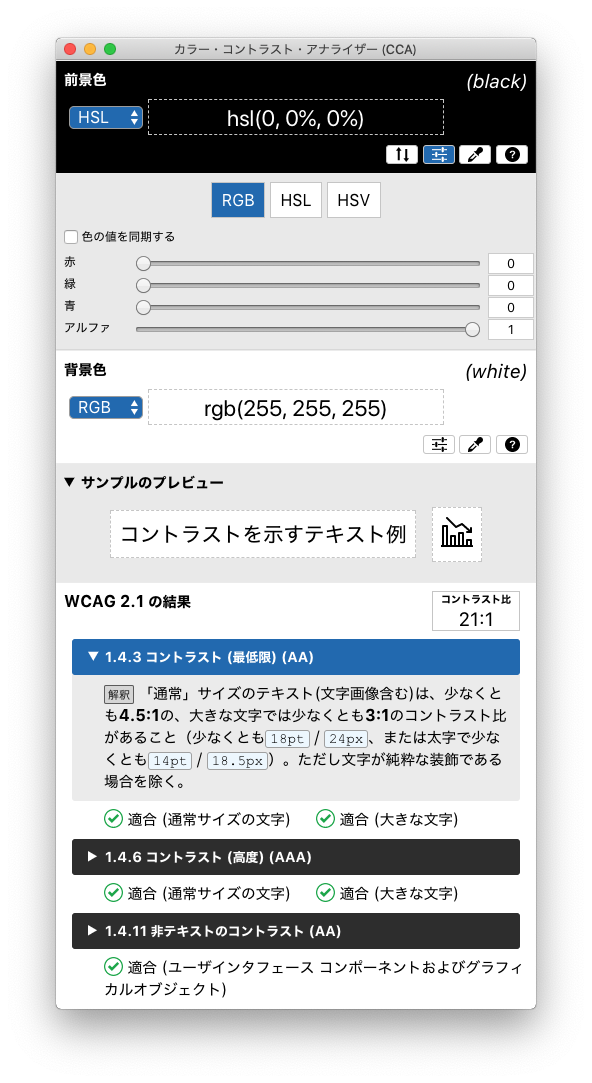 カラー・コントラスト・アナライザー (CCA)
前景色
(black)
HSL
hsl(0, 0%, 0%)
RGB HSL HSV
色の値を同期する
赤 0
緑 0
青 0
アルファ 1
背景色
(white)
RGB
rgb(255, 255, 255)
▼ サンプルのプレビュー
コントラストを示すテキスト例
WCAG 2.1 の結果
コントラスト比
21:1
▼ 1.4.3 コントラスト (最低限) (AA)
解釈 「通常」サイズのテキスト(文字画像含む)は、少なくと
も4.5:1の、大きな文字では少なくとも3:1のコントラスト比
があること（少なくとも18pt / 24px、または太字で少な
くとも14pt / 18.5px）。ただし文字が純粋な装飾である
場合を除く。
適合 (通常サイズの文字) 適合 (大きな文字)
▶ 1.4.6 コントラスト (高度) (AAA)
適合 (通常サイズの文字) 適合 (大きな文字)
▶ 1.4.11 非テキストのコントラスト (AA)
適合 (ユーザインタフェース コンポーネントおよびグラフィ
カルオブジェクト)